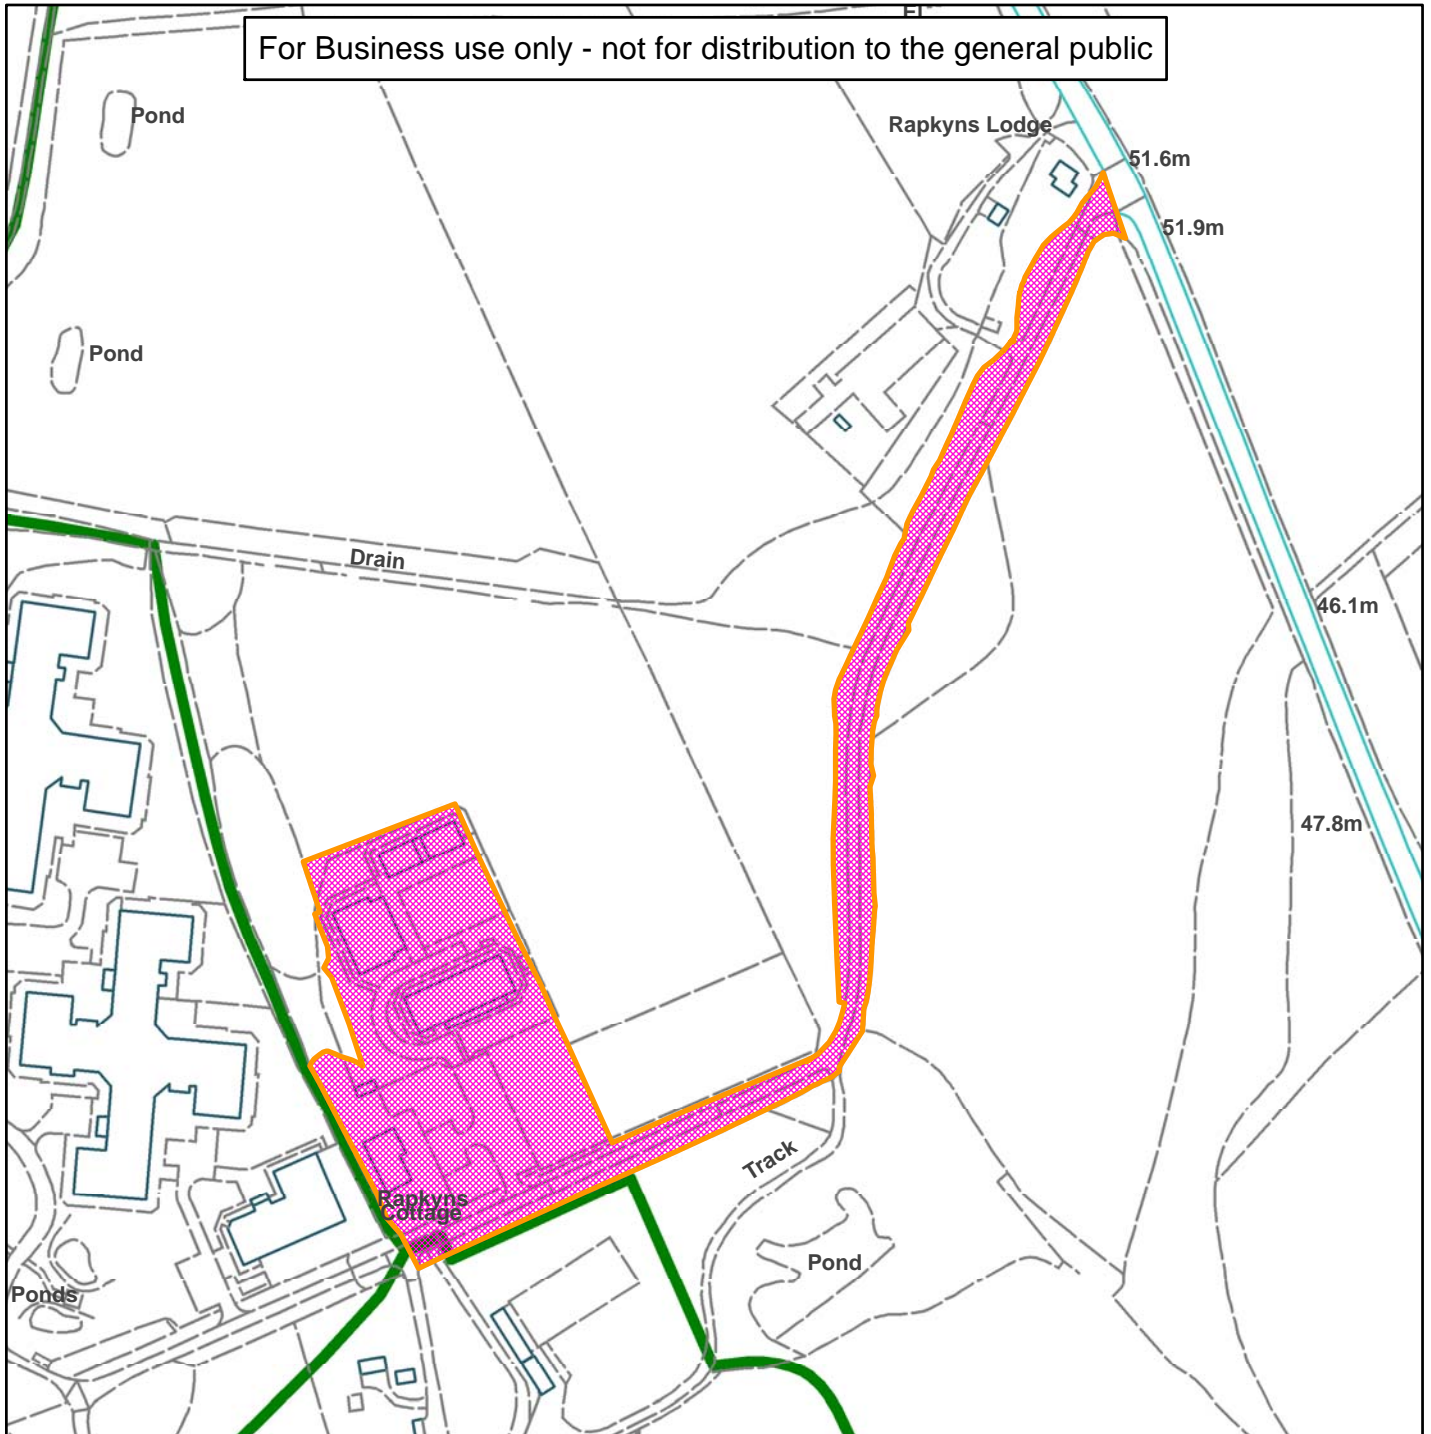 For Business use only - not for distribution to the general public
Pond
Rapkyns Lodge
51.6m
51.9m
Pond
Drain
46.1m
47.8m
Track
Rapkyns
Cottage
Pond
Ponds